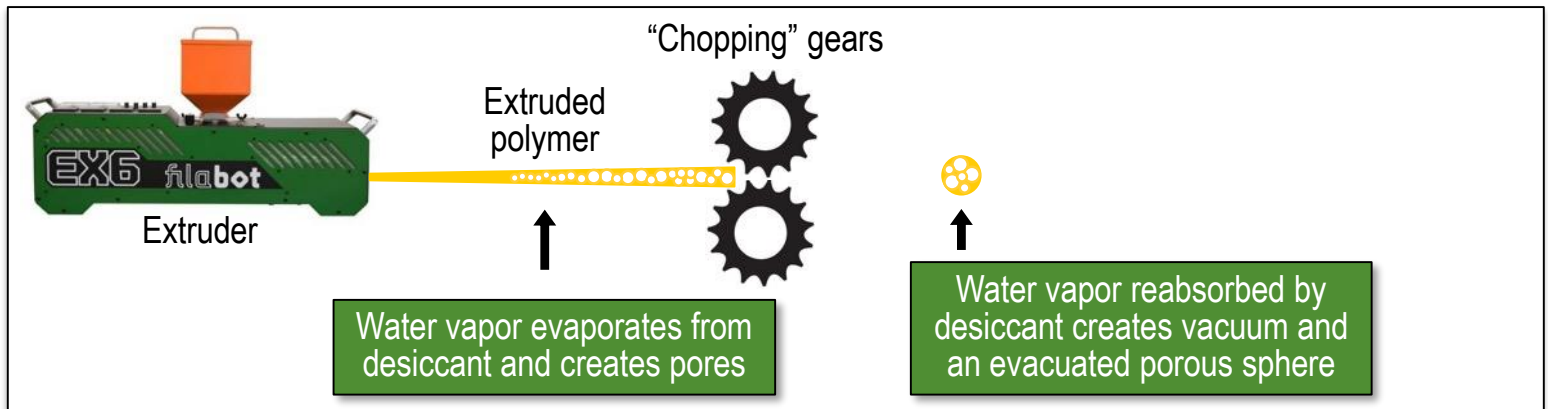 “Chopping” gears
Extruded
polymer
EX6 filabot
Extruder
Water vapor evaporates from
desiccant and creates pores
Water vapor reabsorbed by
desiccant creates vacuum and
an evacuated porous sphere